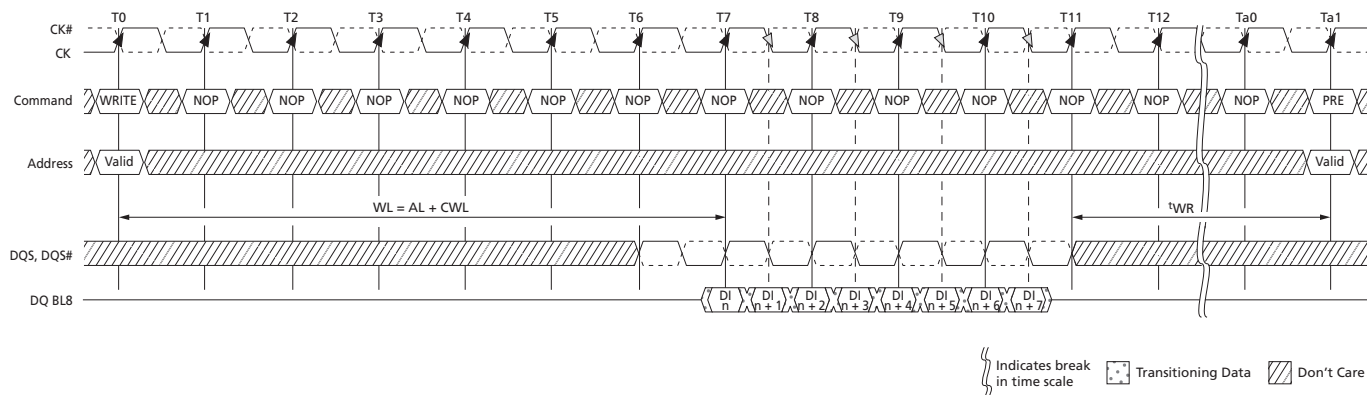 T0 T1 T2 T3 T4 T5 T6 T7 T8 T9 T10 T11 T12 Ta0 Ta1
CK#
CK
Command WRITE NOP NOP NOP NOP NOP NOP NOP NOP NOP NOP NOP NOP NOP PRE
Address Valid Valid
WL = AL + CWL tWR
DQS, DQS#
DQ BL8 DI n DI n + 1 DI n + 2 DI n + 3 DI n + 4 DI n + 5 DI n + 6 DI n + 7
Indicates break
in time scale
Transitioning Data
Don't Care